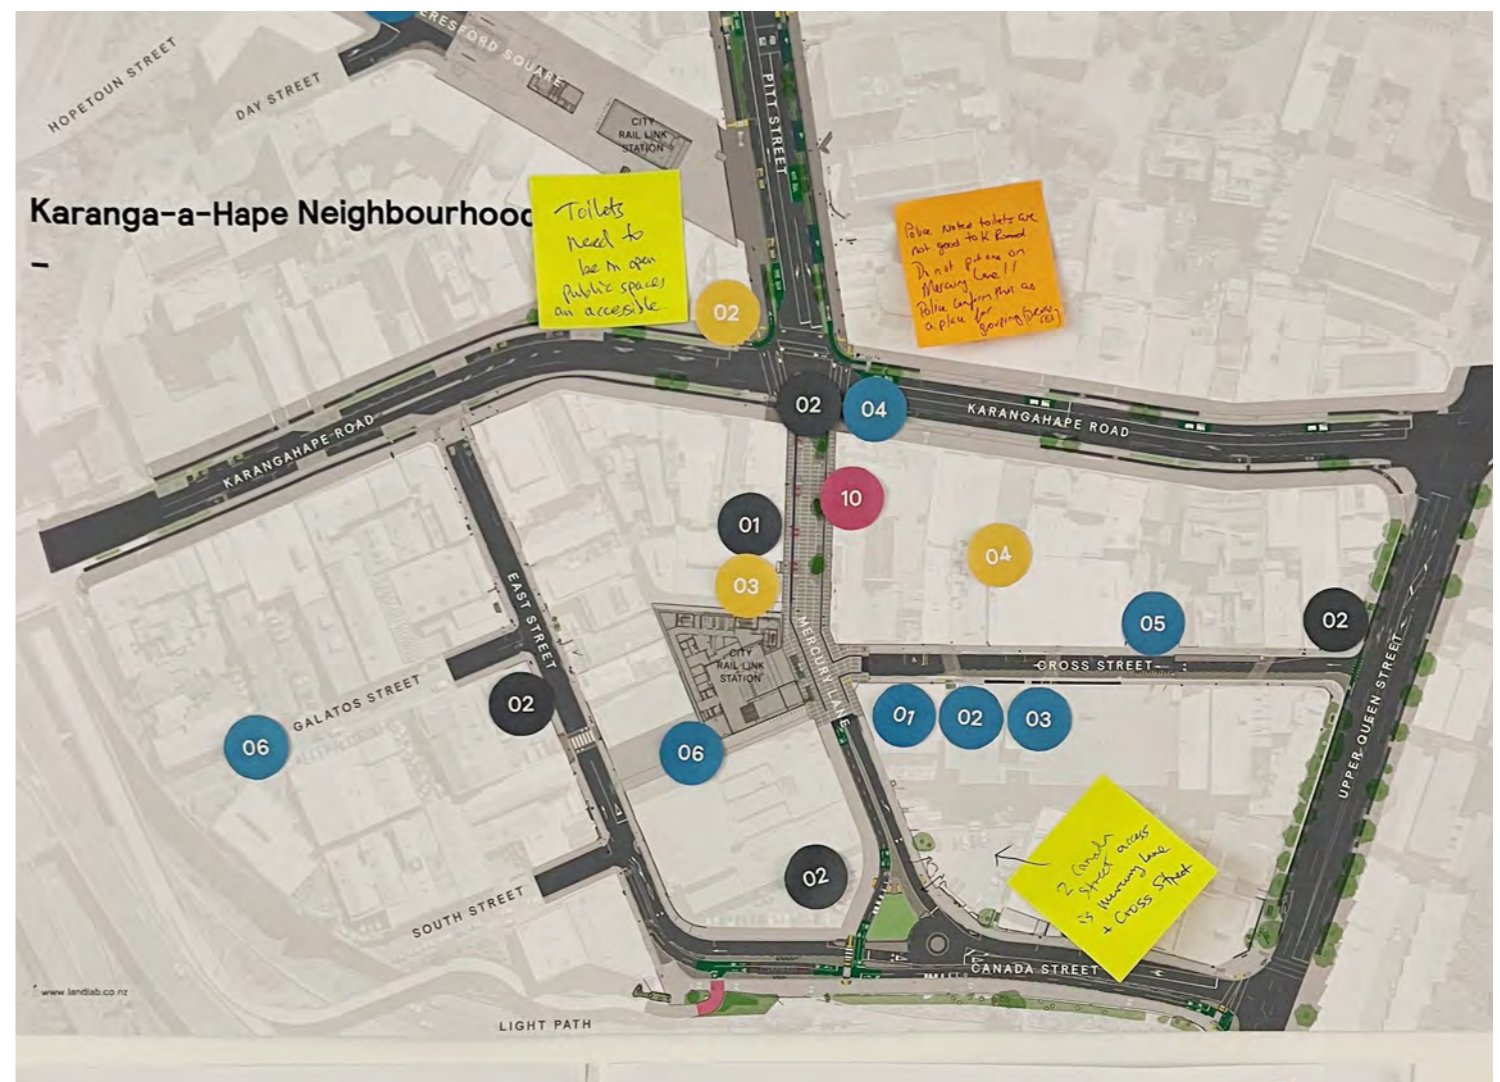 ERESFORD SQUARE
HOPETOUN STREET
DAY STREET
PITT STREET
CITY
RAIL LINK
STATION
Karanga-a-Hape Neighbourhood
–
Toilets
need to
be in open
public spaces
an accessible
Police Noted toilets are
not good to K Road
Do not put one on
Mercury Lane!!
Police confirm this as
a place for
02
02
04
KARANGAHAPE ROAD
KARANGAHAPE ROAD
10
01
04
03
EAST STREET
MERCURY LANE
CITY
RAIL LINK
STATION
05
02
CROSS STREET
UPPER QUEEN STREET
GALATOS STREET
02
01
02
03
06
06
2 Canada
Street access
is Mercury Lane
+ Cross Street
02
SOUTH STREET
CANADA STREET
www.landlab.co.nz
LIGHT PATH